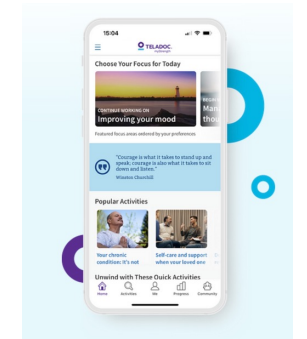 15:04
TELADOC.
Choose Your Focus for Today
CONTINUE WORKING ON
Improving your mood
Featured focus areas ordered by your preferences
"Courage is what it takes to stand up and
speak; courage is also what it takes to sit
down and listen."
Winston Churchill
Popular Activities
Your chronic
condition: It's not
Self-care and support
when your loved one
Unwind with These Quick Activities
Home
Activities
Me
Progress
Community